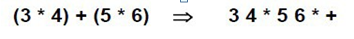 (3 * 4) + (5 * 6) ⇒ 3 4 * 5 6 * +